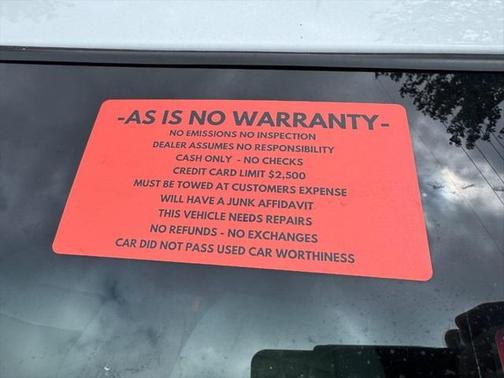 -AS IS NO WARRANTY-
NO EMISSIONS NO INSPECTION
DEALER ASSUMES NO RESPONSIBILITY
CASH ONLY - NO CHECKS
CREDIT CARD LIMIT $2,500
MUST BE TOWED AT CUSTOMERS EXPENSE
WILL HAVE A JUNK AFFIDAVIT
THIS VEHICLE NEEDS REPAIRS
NO REFUNDS - NO EXCHANGES
CAR DID NOT PASS USED CAR WORTHINESS